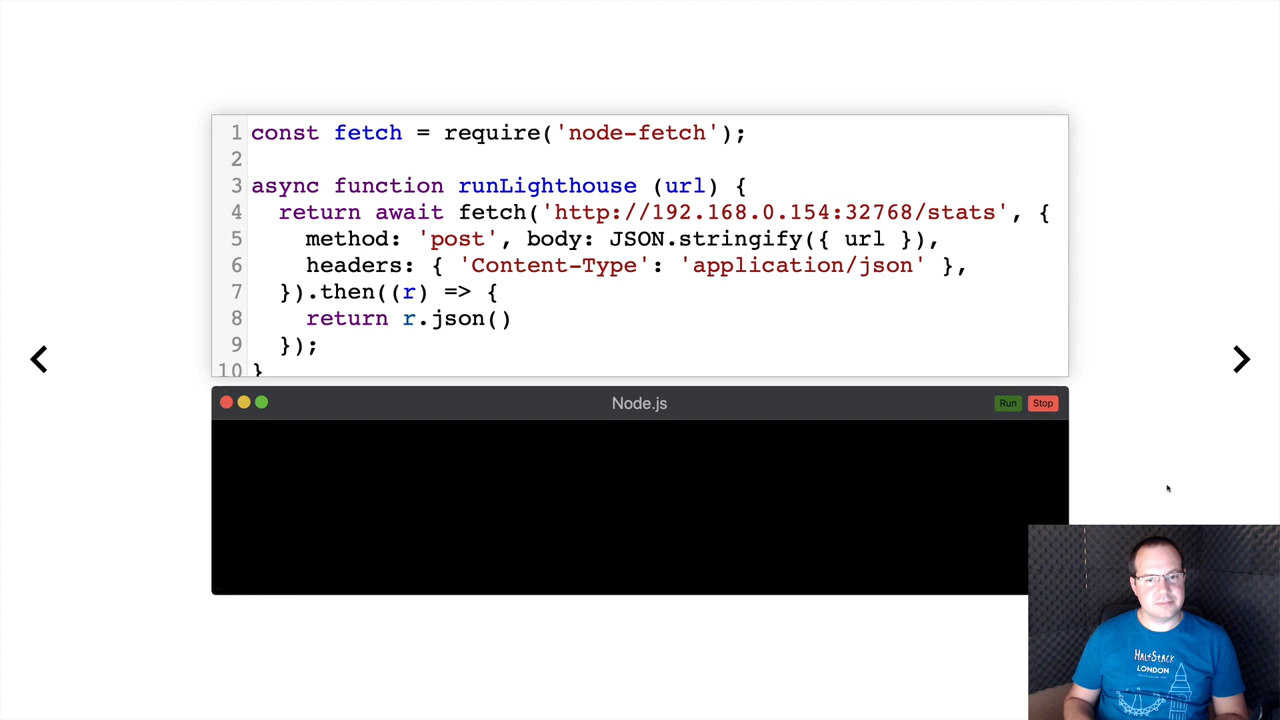 1 const fetch = require('node-fetch');
2
3 async function runLighthouse (url) {
4 return await fetch('http://192.168.0.154:32768/stats', {
5 method: 'post', body: JSON.stringify({ url }),
6 headers: { 'Content-Type': 'application/json' },
7 }).then((r) => {
8 return r.json()
9 });
10 }
Node.js
Run
Stop
HALFSTACK
LONDON